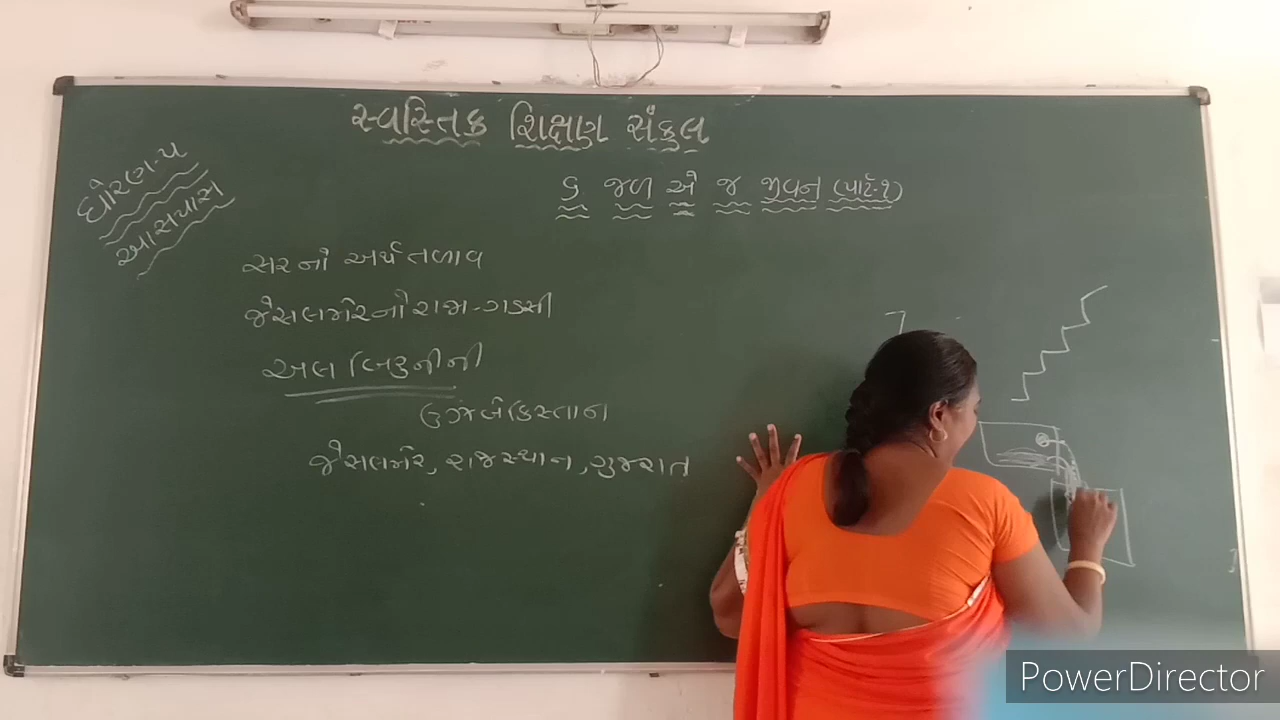 સ્વસ્તિક શિક્ષણ સંકુલ
ધોરણ-૫
આસપાસ
૬ જળ એ જ જીવન (પાર્ટ-૧)
સરનો અર્થ તળાવ
જૈસલમેરનો રાજા-ગડસી
અલ બિરુનીની
ઉઝબેકિસ્તાન
જૈસલમેર, રાજસ્થાન, ગુજરાત
PowerDirector